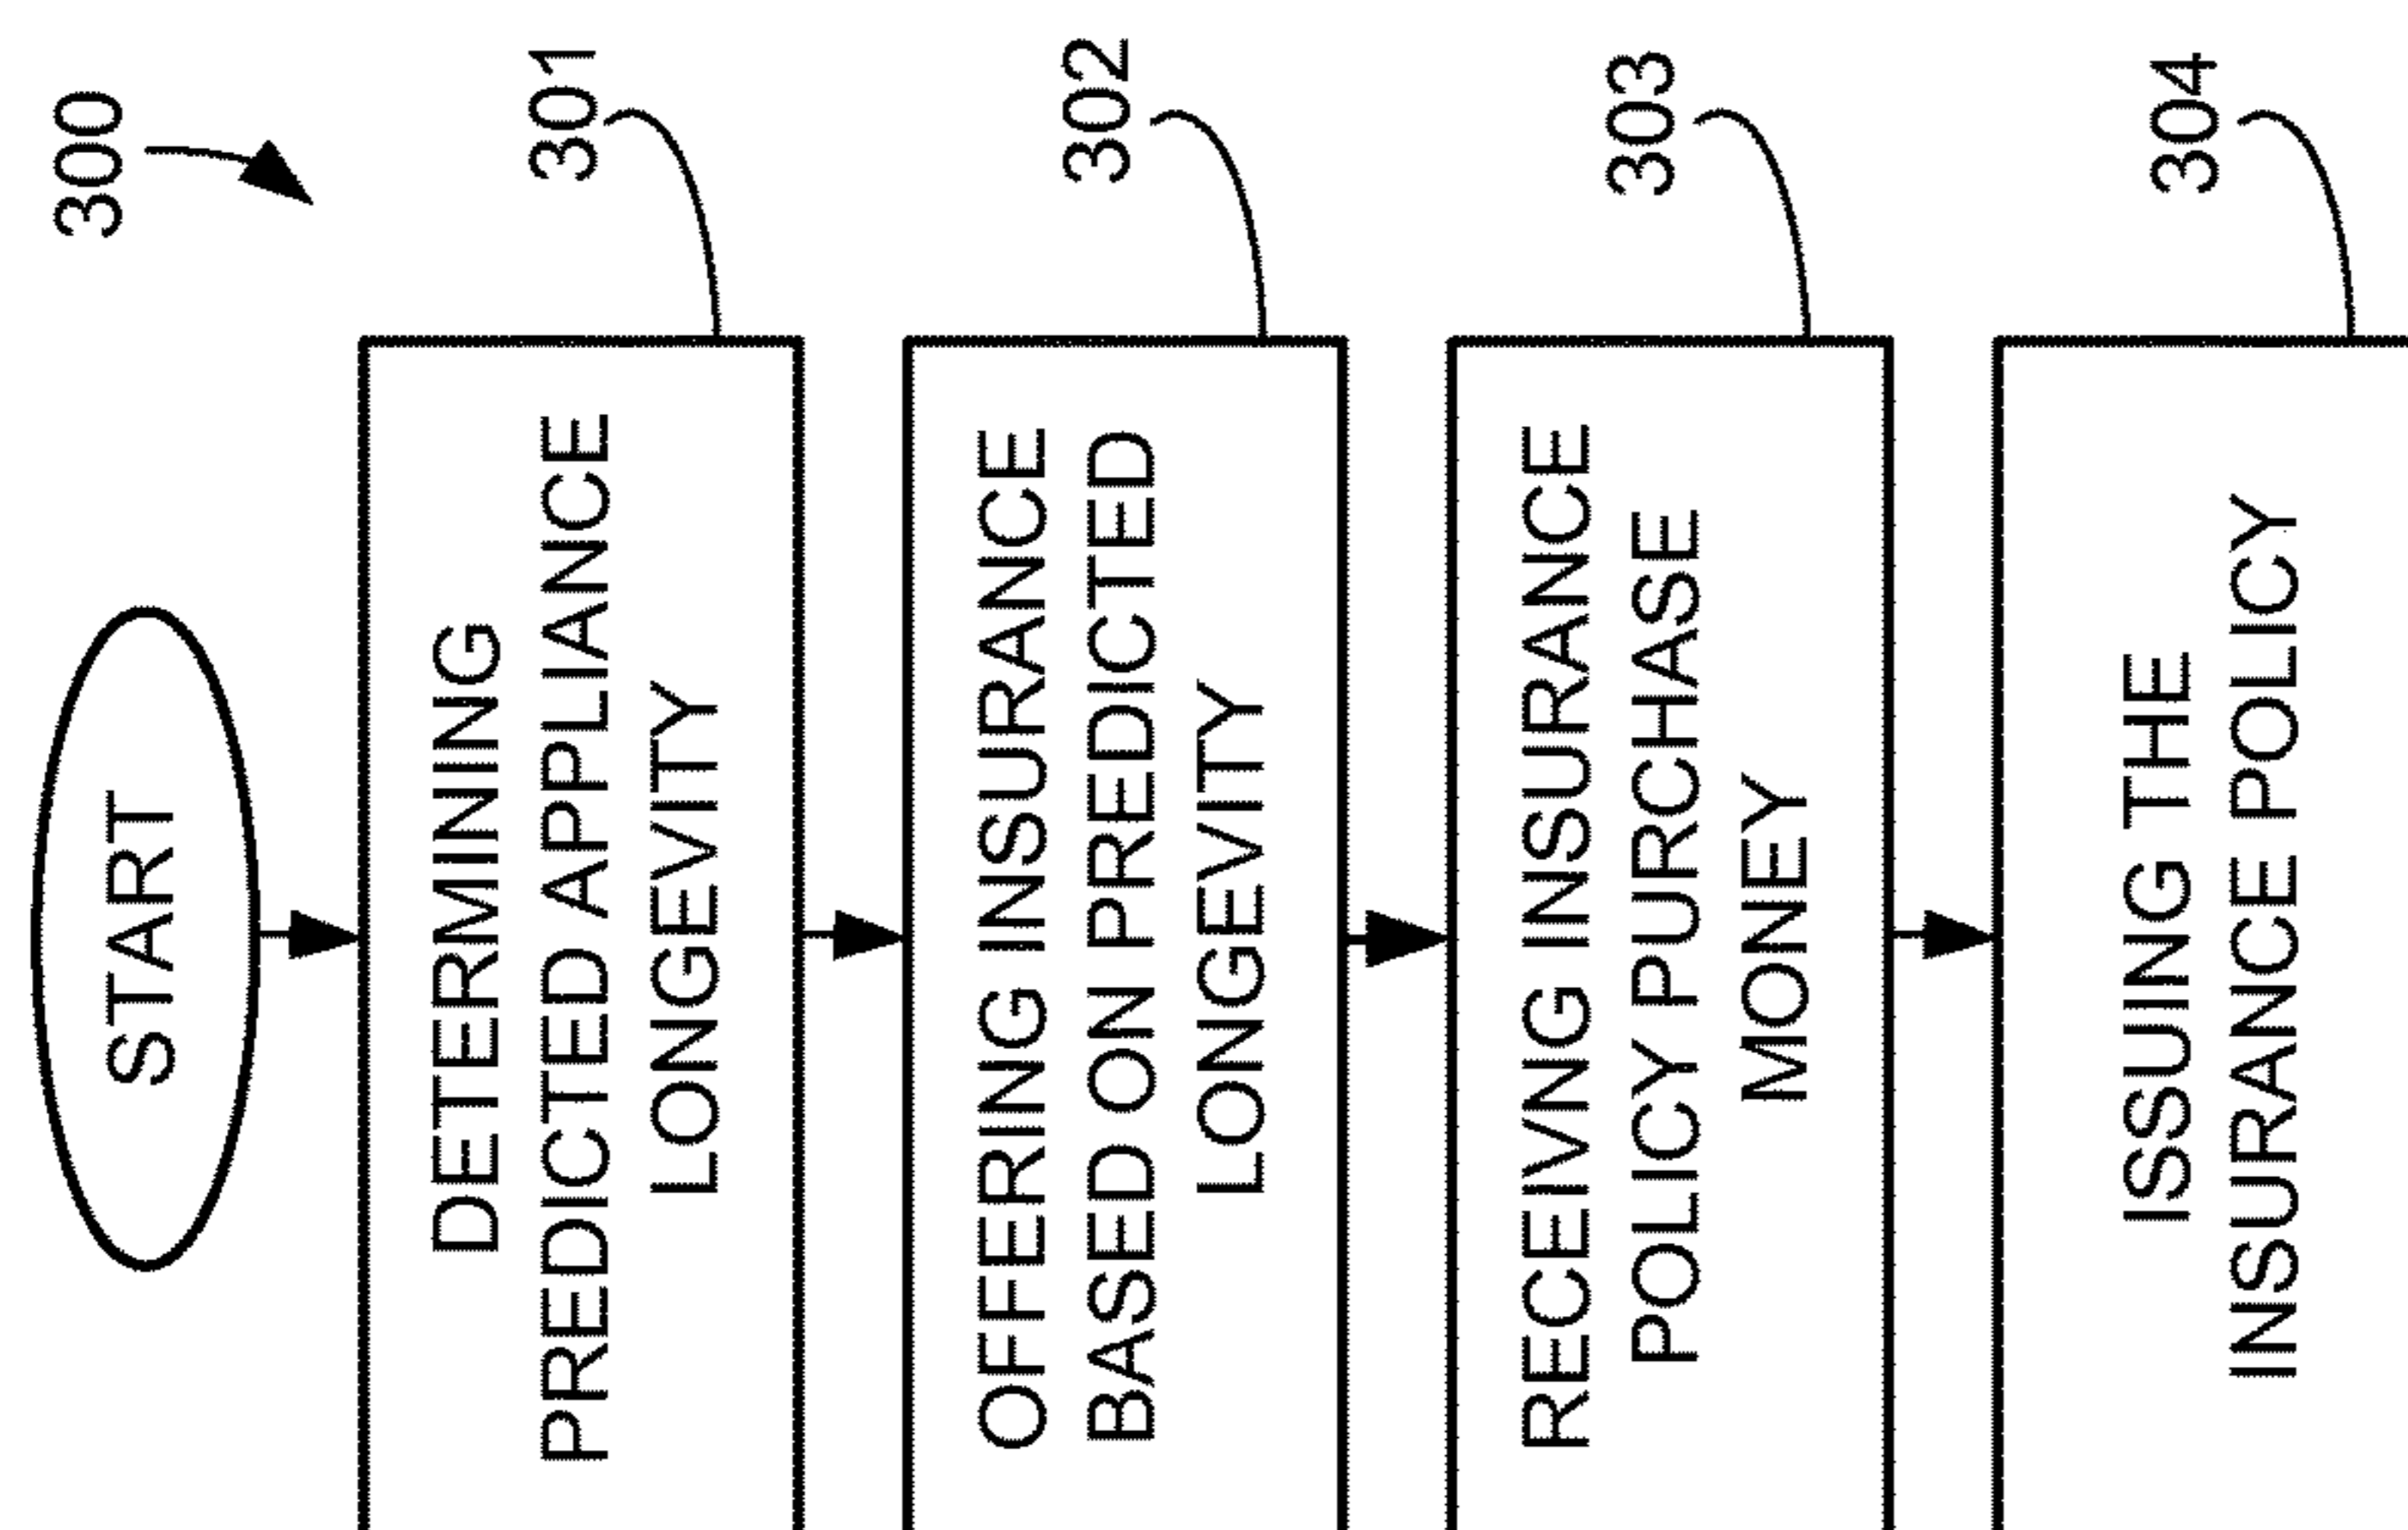 300
START
301
DETERMINING
PREDICTED APPLIANCE
LONGEVITY
302
OFFERING INSURANCE
BASED ON PREDICTED
LONGEVITY
303
RECEIVNG INSURANCE
POLICY PURCHASE
MONEY
304
ISSUING THE
INSURANCE POLICY